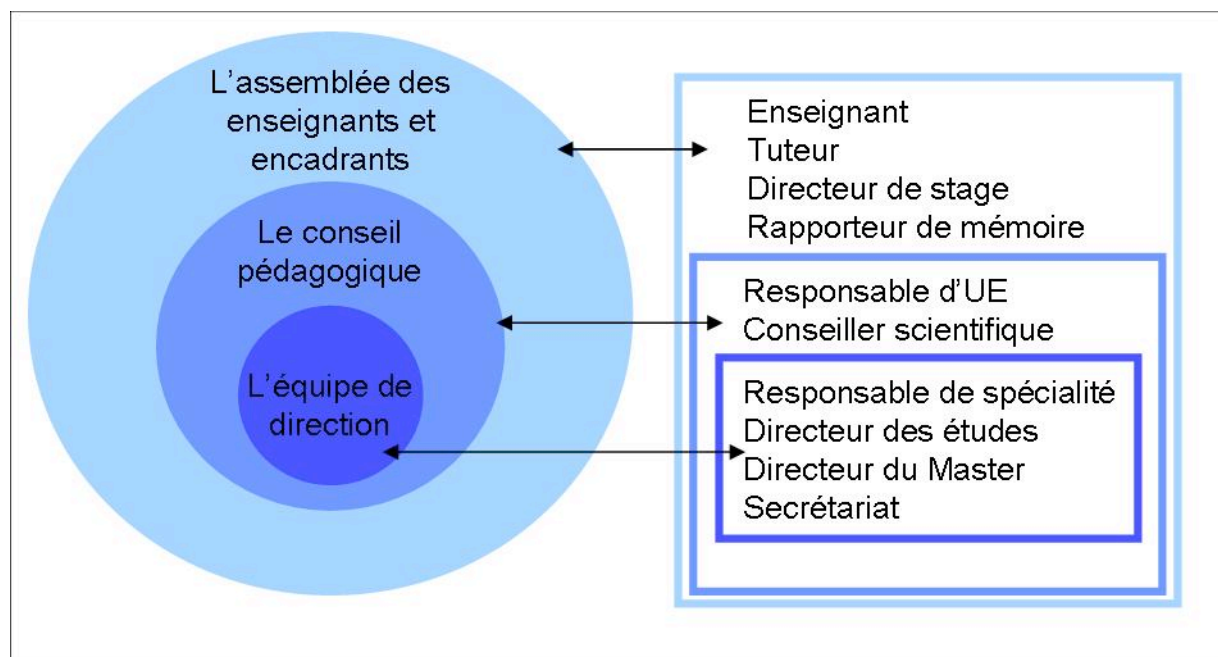 L’assemblée des
enseignants et
encadrants
Le conseil
pédagogique
L’équipe de
direction
Enseignant
Tuteur
Directeur de stage
Rapporteur de mémoire
Responsable d’UE
Conseiller scientifique
Responsable de spécialité
Directeur des études
Directeur du Master
Secrétariat